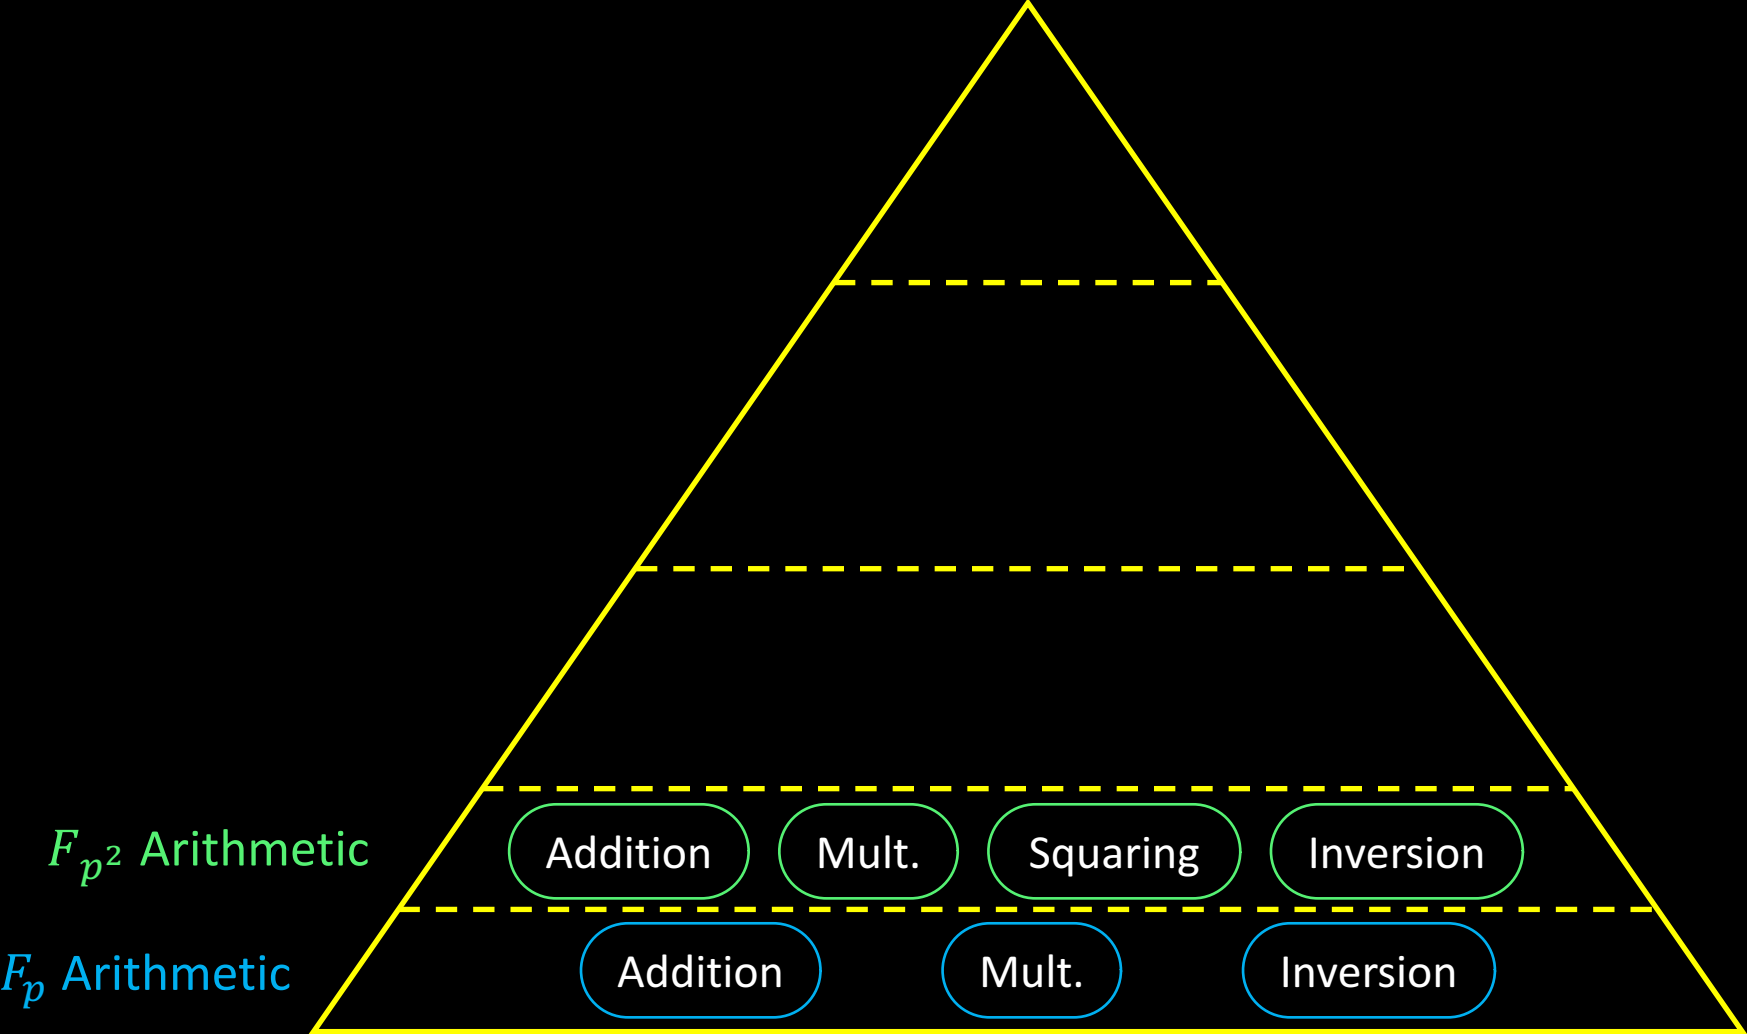 F_{p^2} Arithmetic Addition Mult. Squaring Inversion
F_p Arithmetic Addition Mult. Inversion